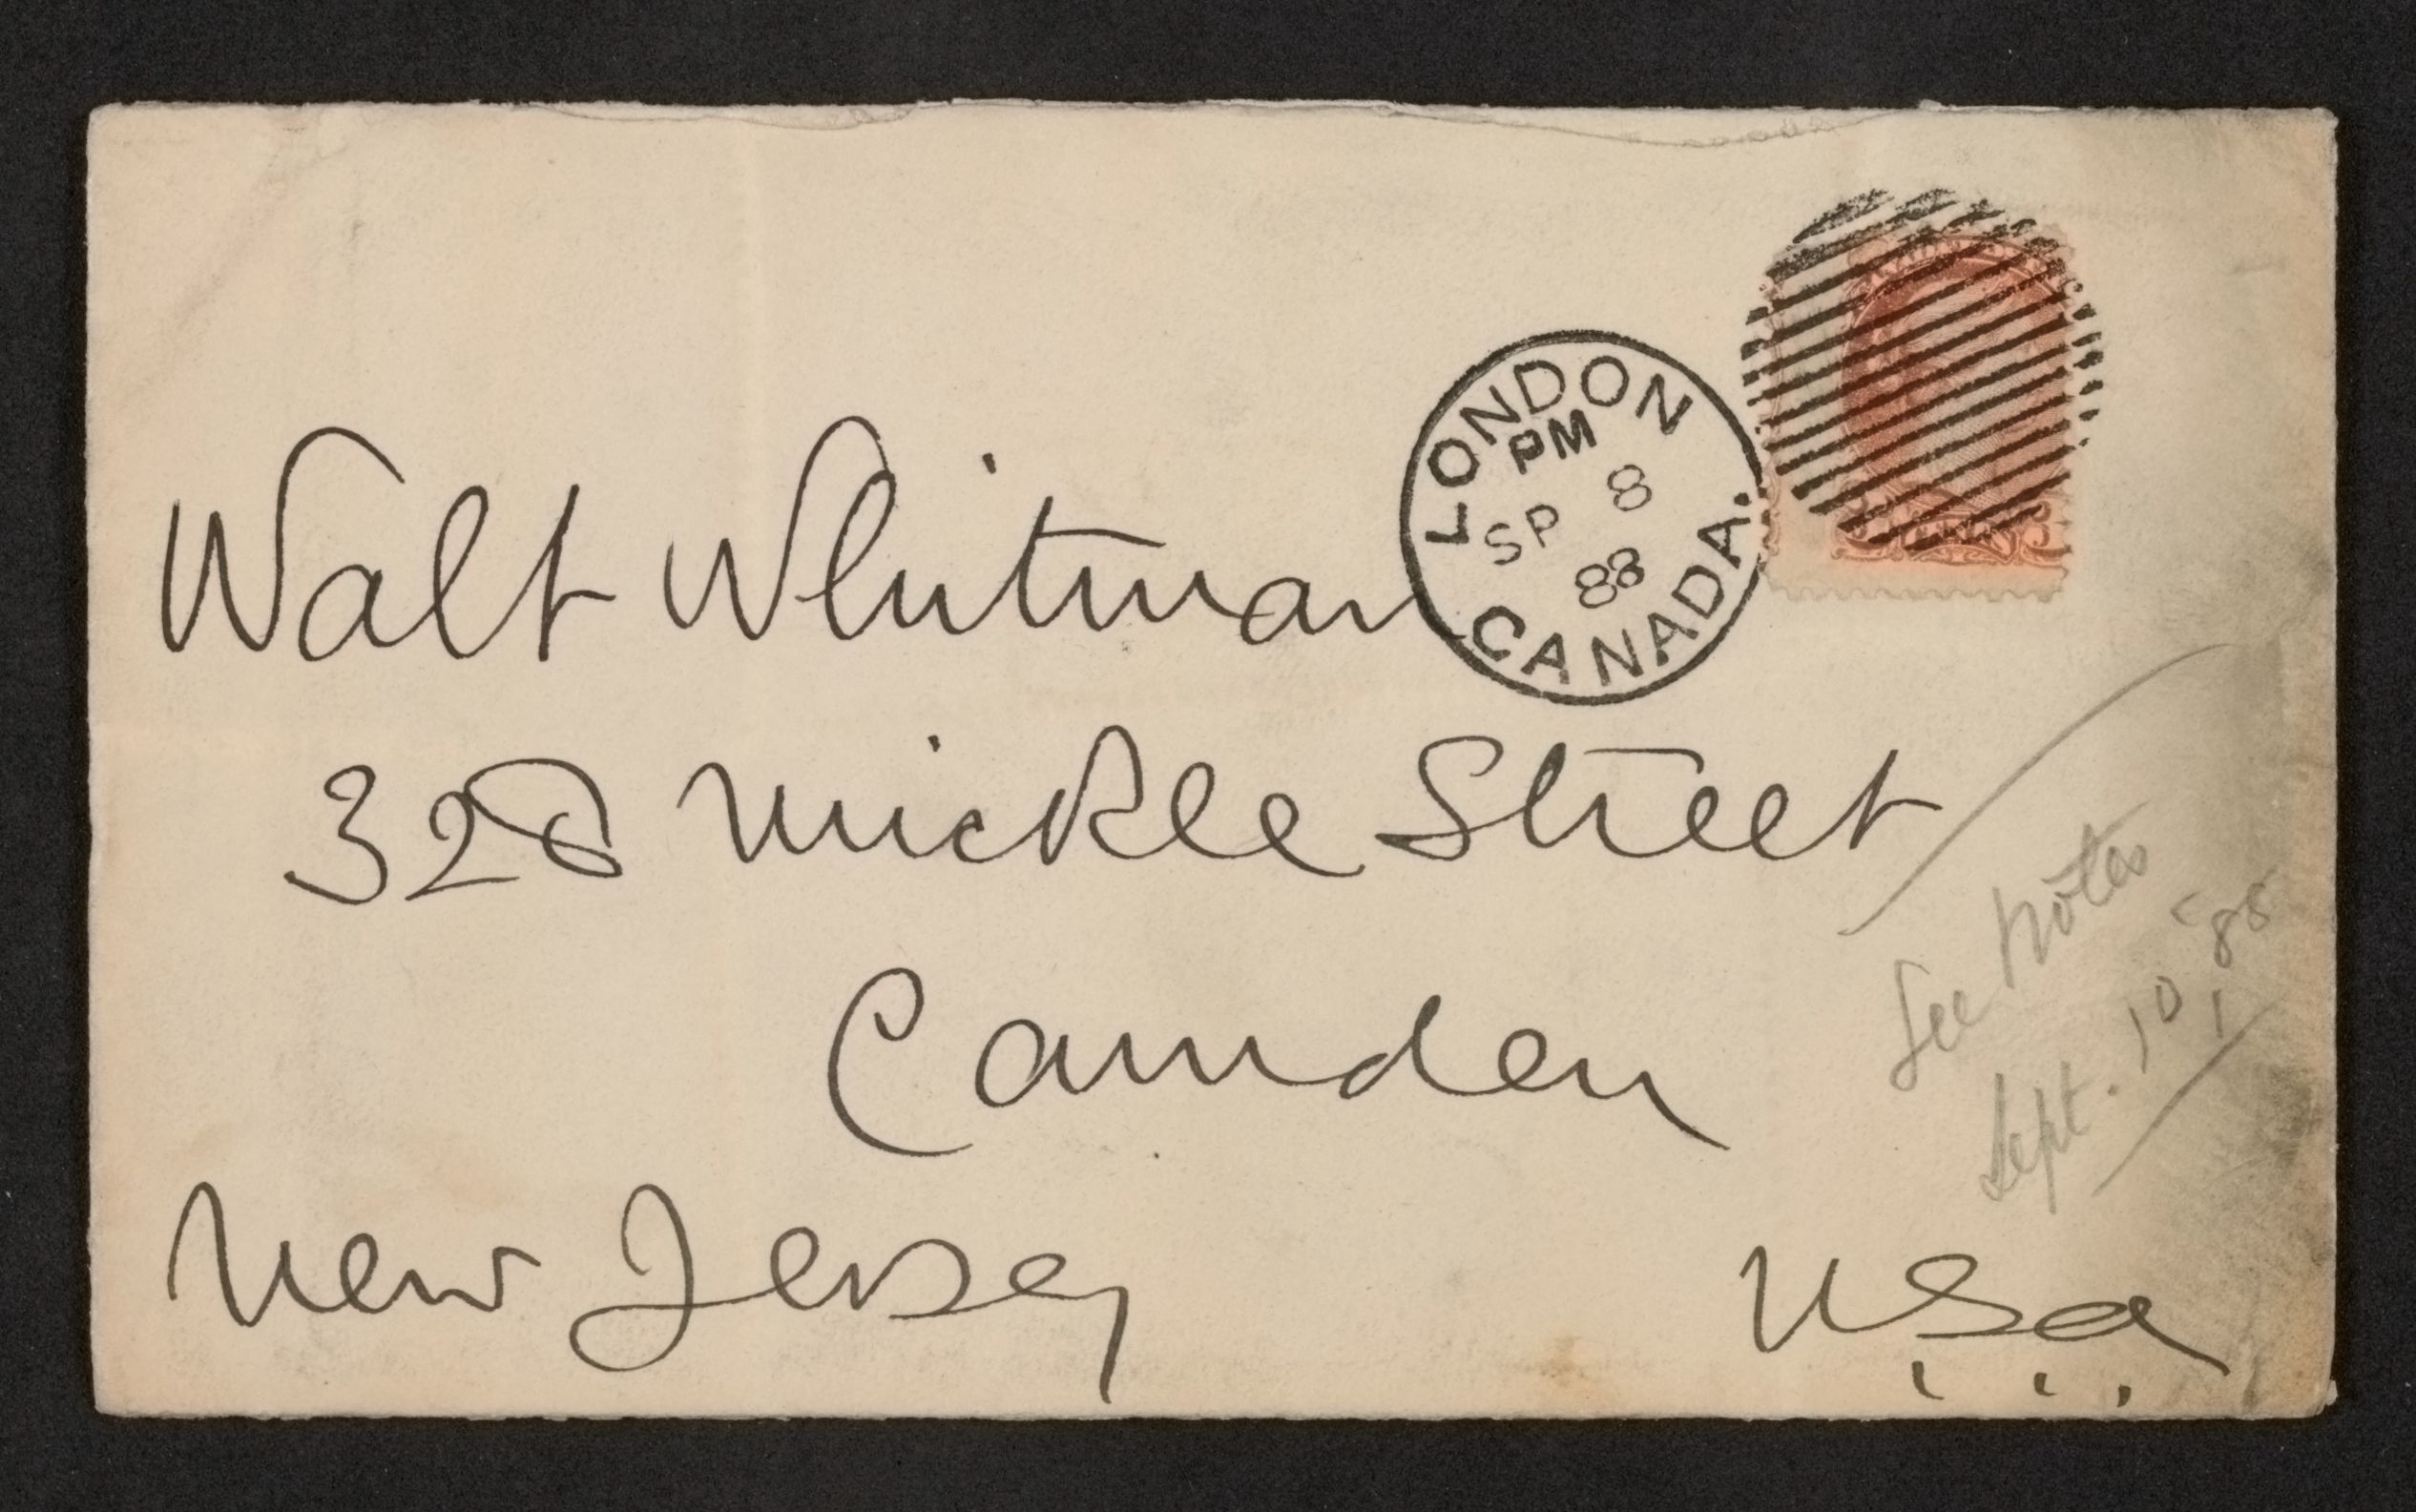 LONDON
PM
SP 8
88
CANADA.
Walt Whitman
328 Mickle Street
Camden
New Jersey
U.S.a.
See notes
Sept. 10 '88